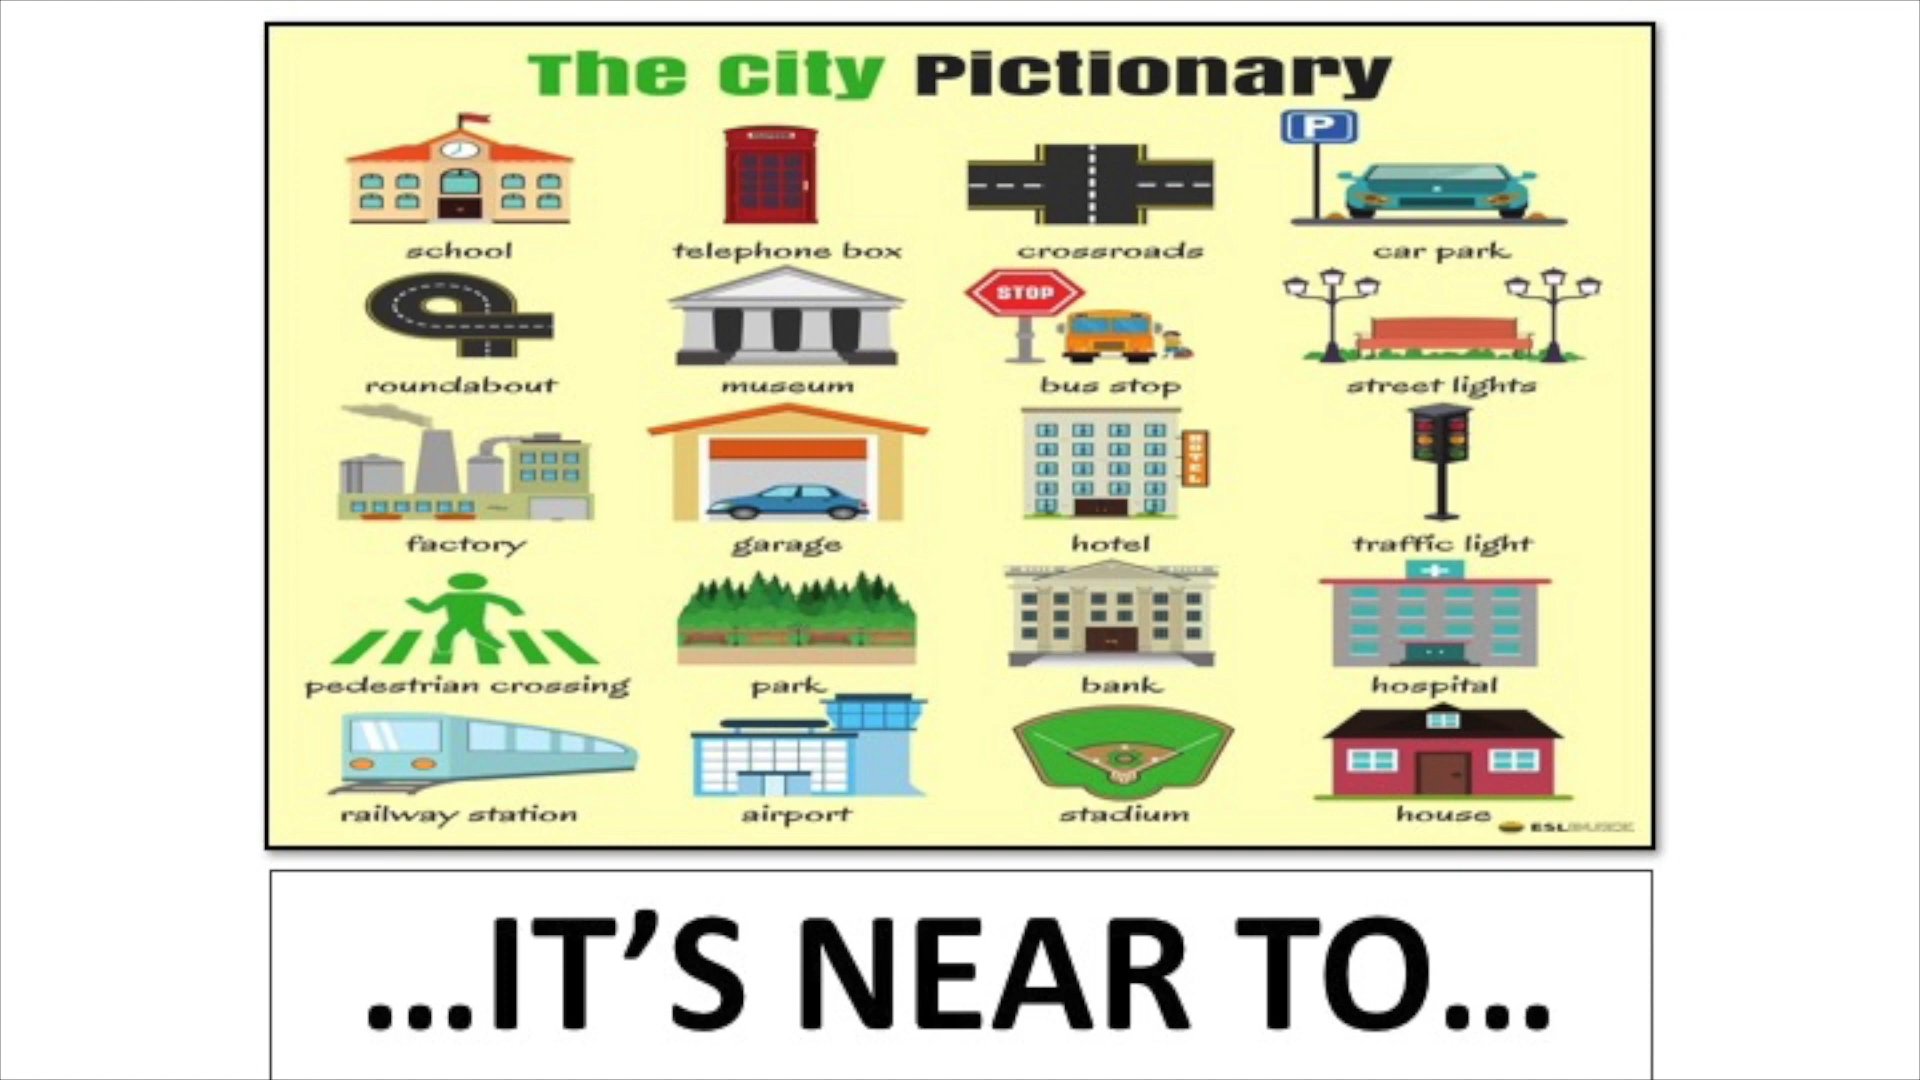 The City Pictionary
P
school telephone box crossroads car park
STOP
roundabout museum bus stop street lights
HOTEL
factory garage hotel traffic light
pedestrian crossing park bank hospital
railway station airport stadium house
ESL
...IT'S NEAR TO...